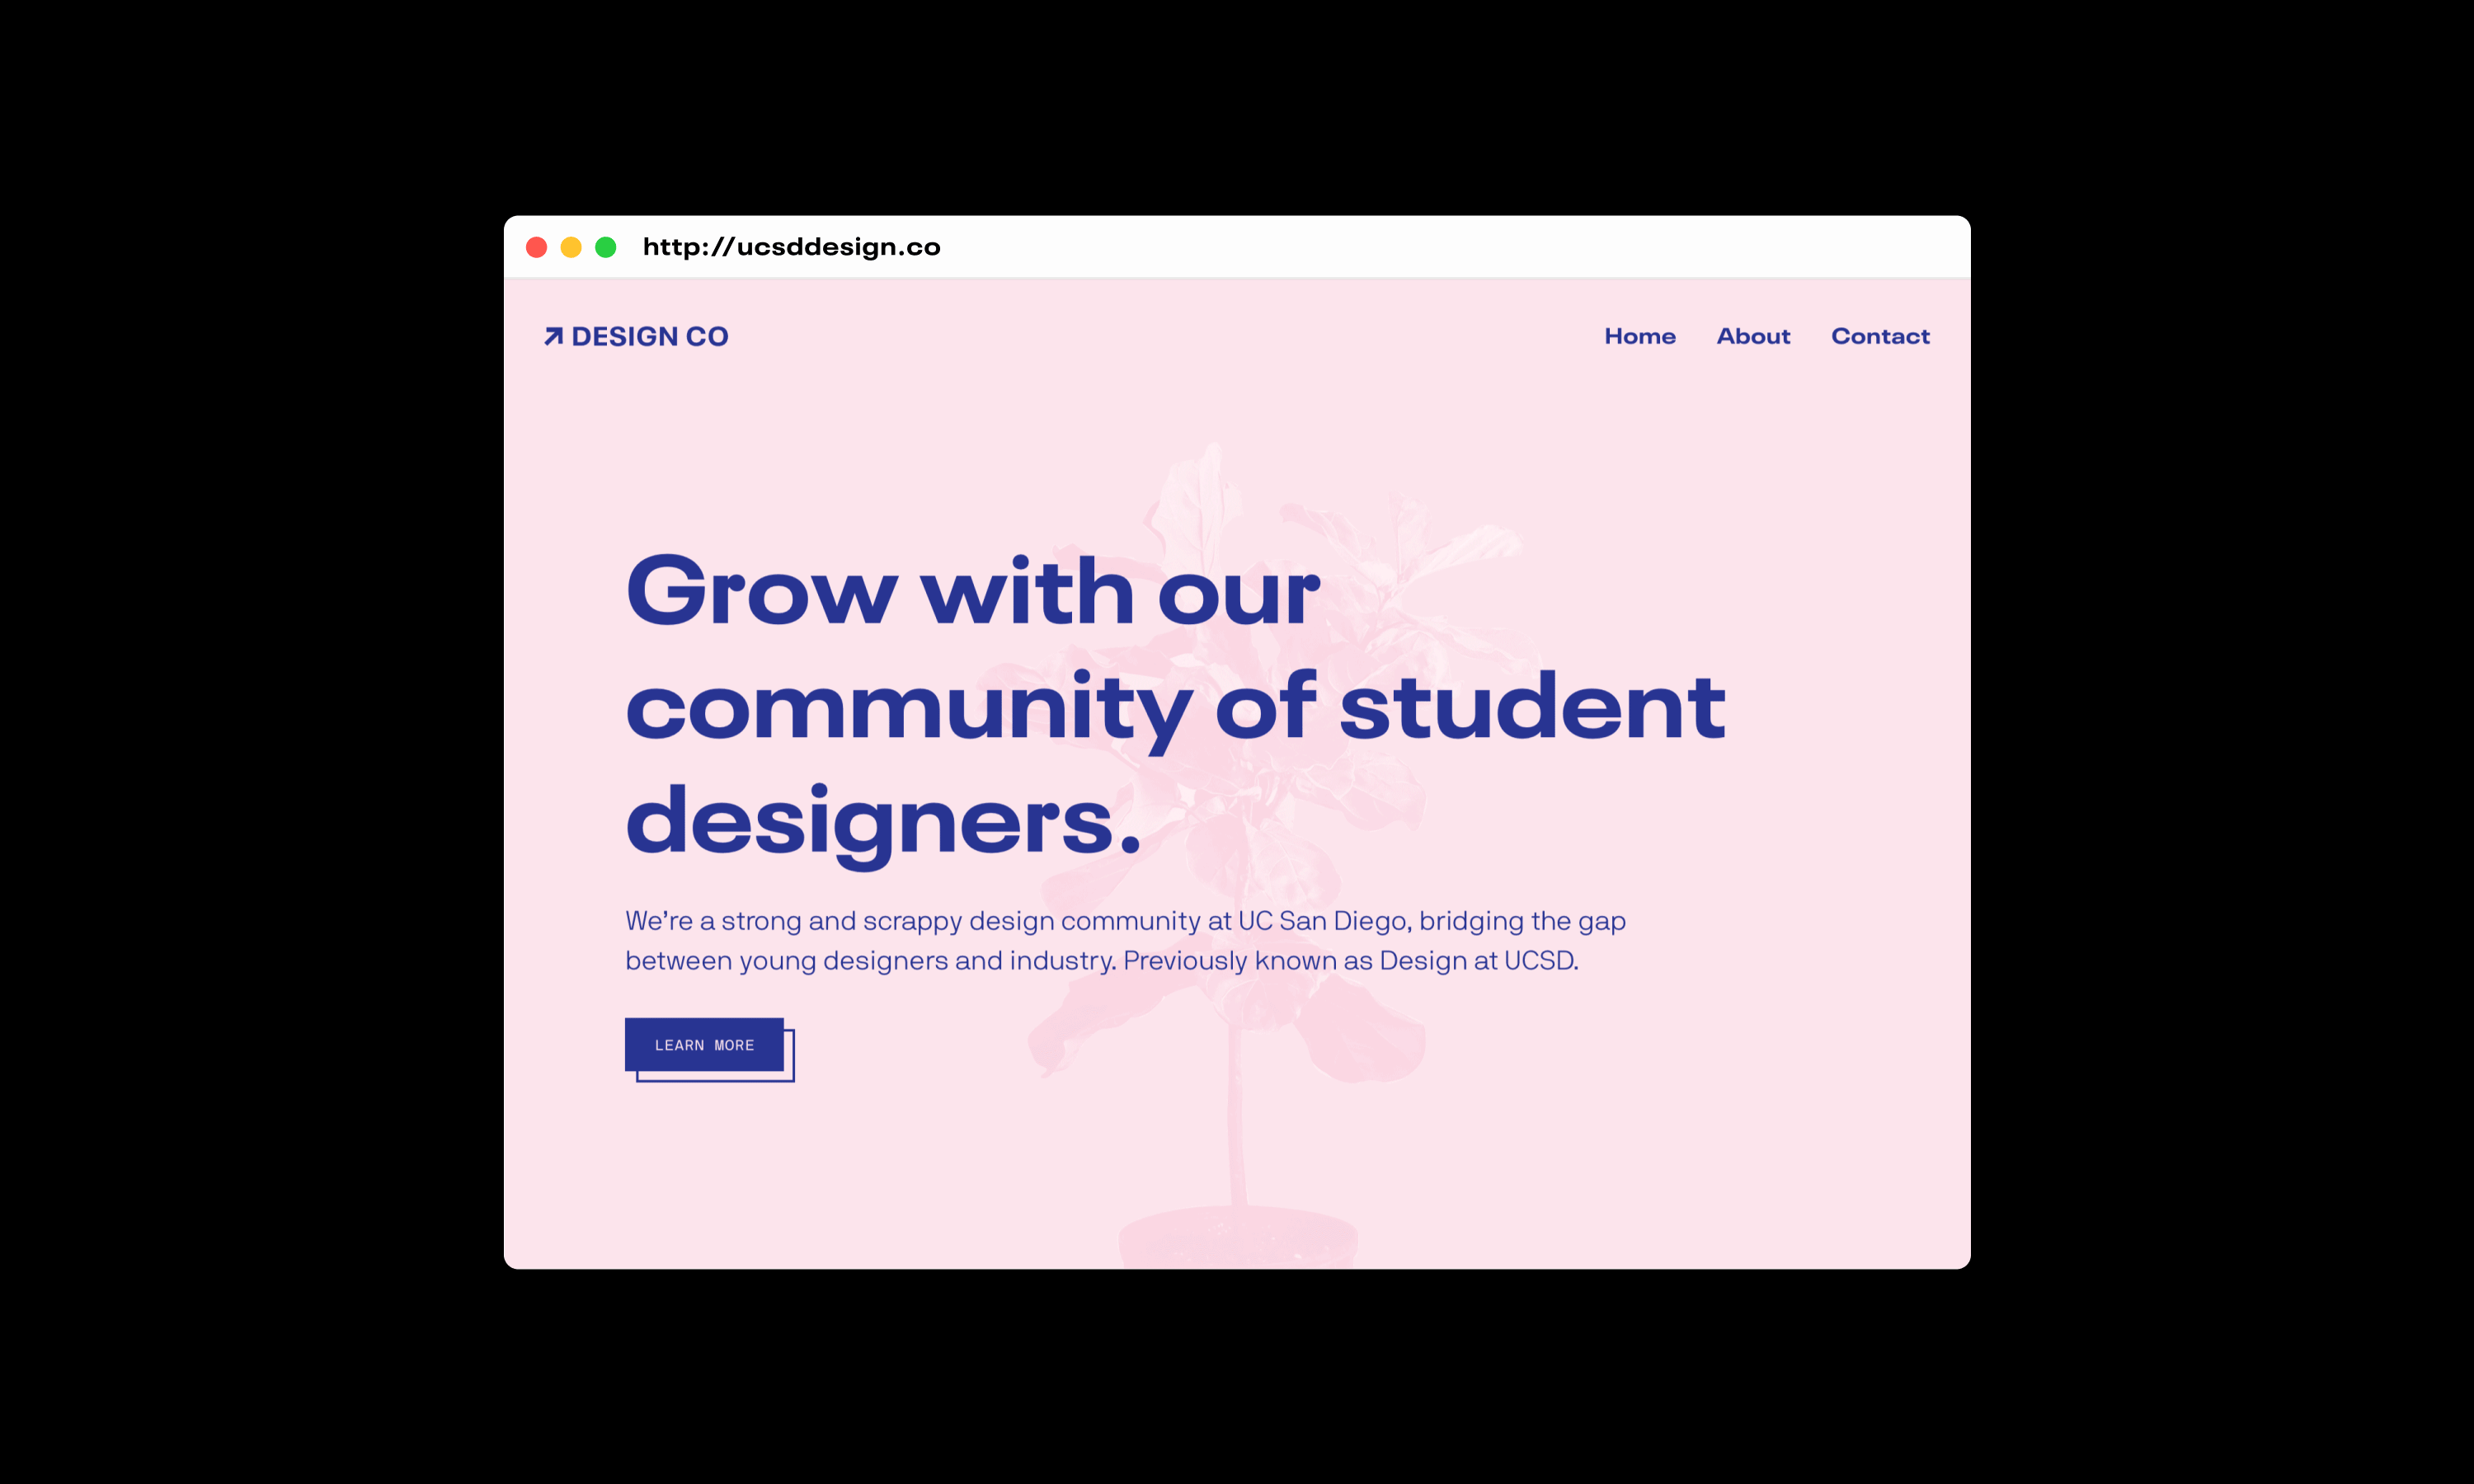 http://ucsddesign.co
DESIGN CO
Home About Contact
Grow with our
community of student
designers.
We’re a strong and scrappy design community at UC San Diego, bridging the gap
between young designers and industry. Previously known as Design at UCSD.
LEARN MORE